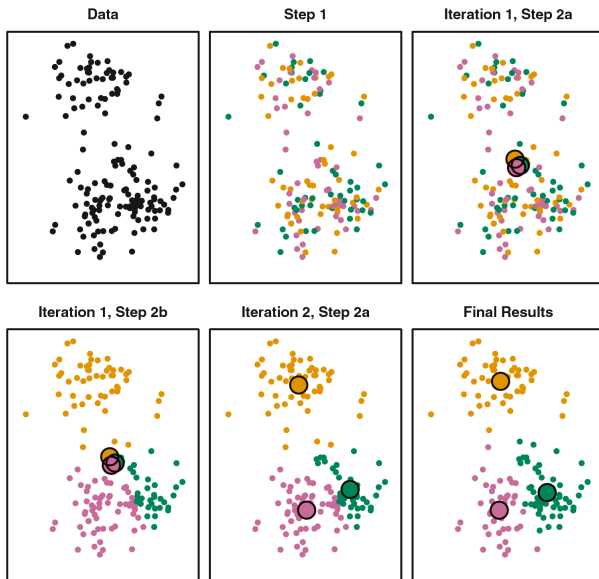 Data
Step 1
Iteration 1, Step 2a
Iteration 1, Step 2b
Iteration 2, Step 2a
Final Results